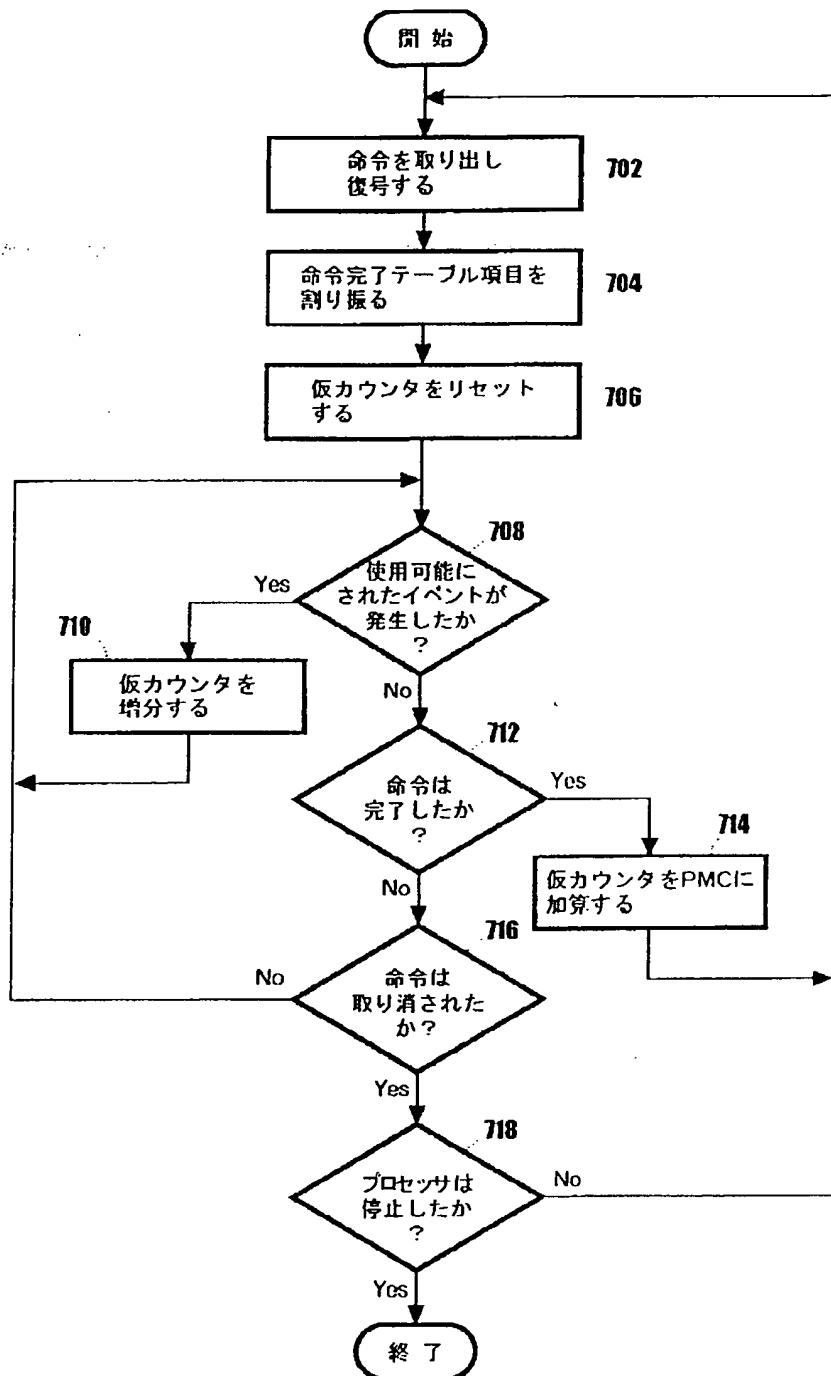 開始
命令を取り出し
復号する
702
命令完了テーブル項目を
割り振る
704
仮カウンタをリセット
する
706
708
使用可能に
されたイベントが
発生したか
?
Yes
No
710
仮カウンタを
増分する
712
命令は
完了したか
?
Yes
No
714
仮カウンタをPMCに
加算する
716
命令は
取り消された
か?
No
Yes
718
プロセッサは
停止したか
?
No
Yes
終了